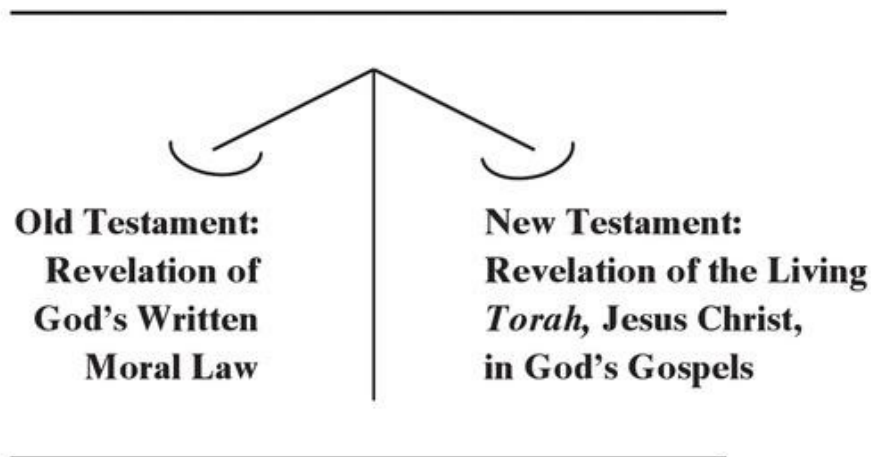 Old Testament:
Revelation of
God's Written
Moral Law
New Testament:
Revelation of the Living
Torah, Jesus Christ,
in God's Gospels